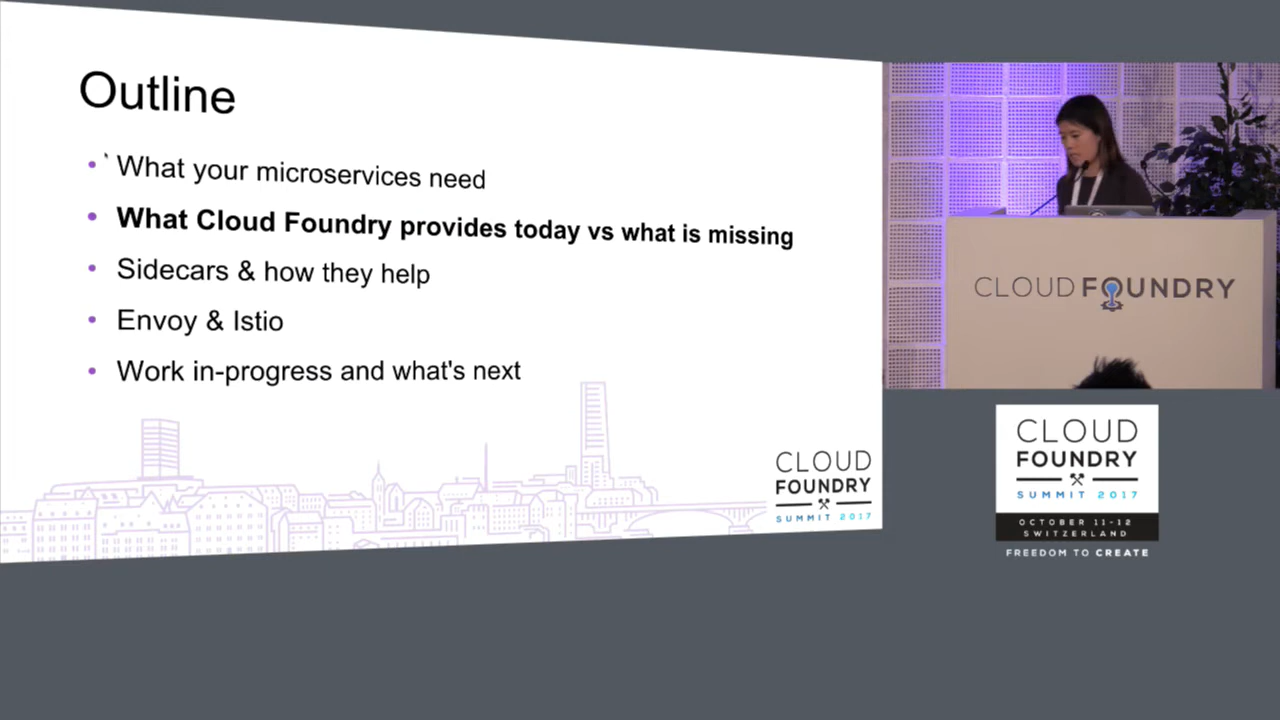 Outline
What your microservices need
What Cloud Foundry provides today vs what is missing
Sidecars & how they help
Envoy & Istio
Work in-progress and what's next
CLOUD
FOUNDRY
SUMMIT 2017
CLOUD FOUNDRY
CLOUD
FOUNDRY
SUMMIT 2017
OCTOBER 11-12
SWITZERLAND
FREEDOM TO CREATE